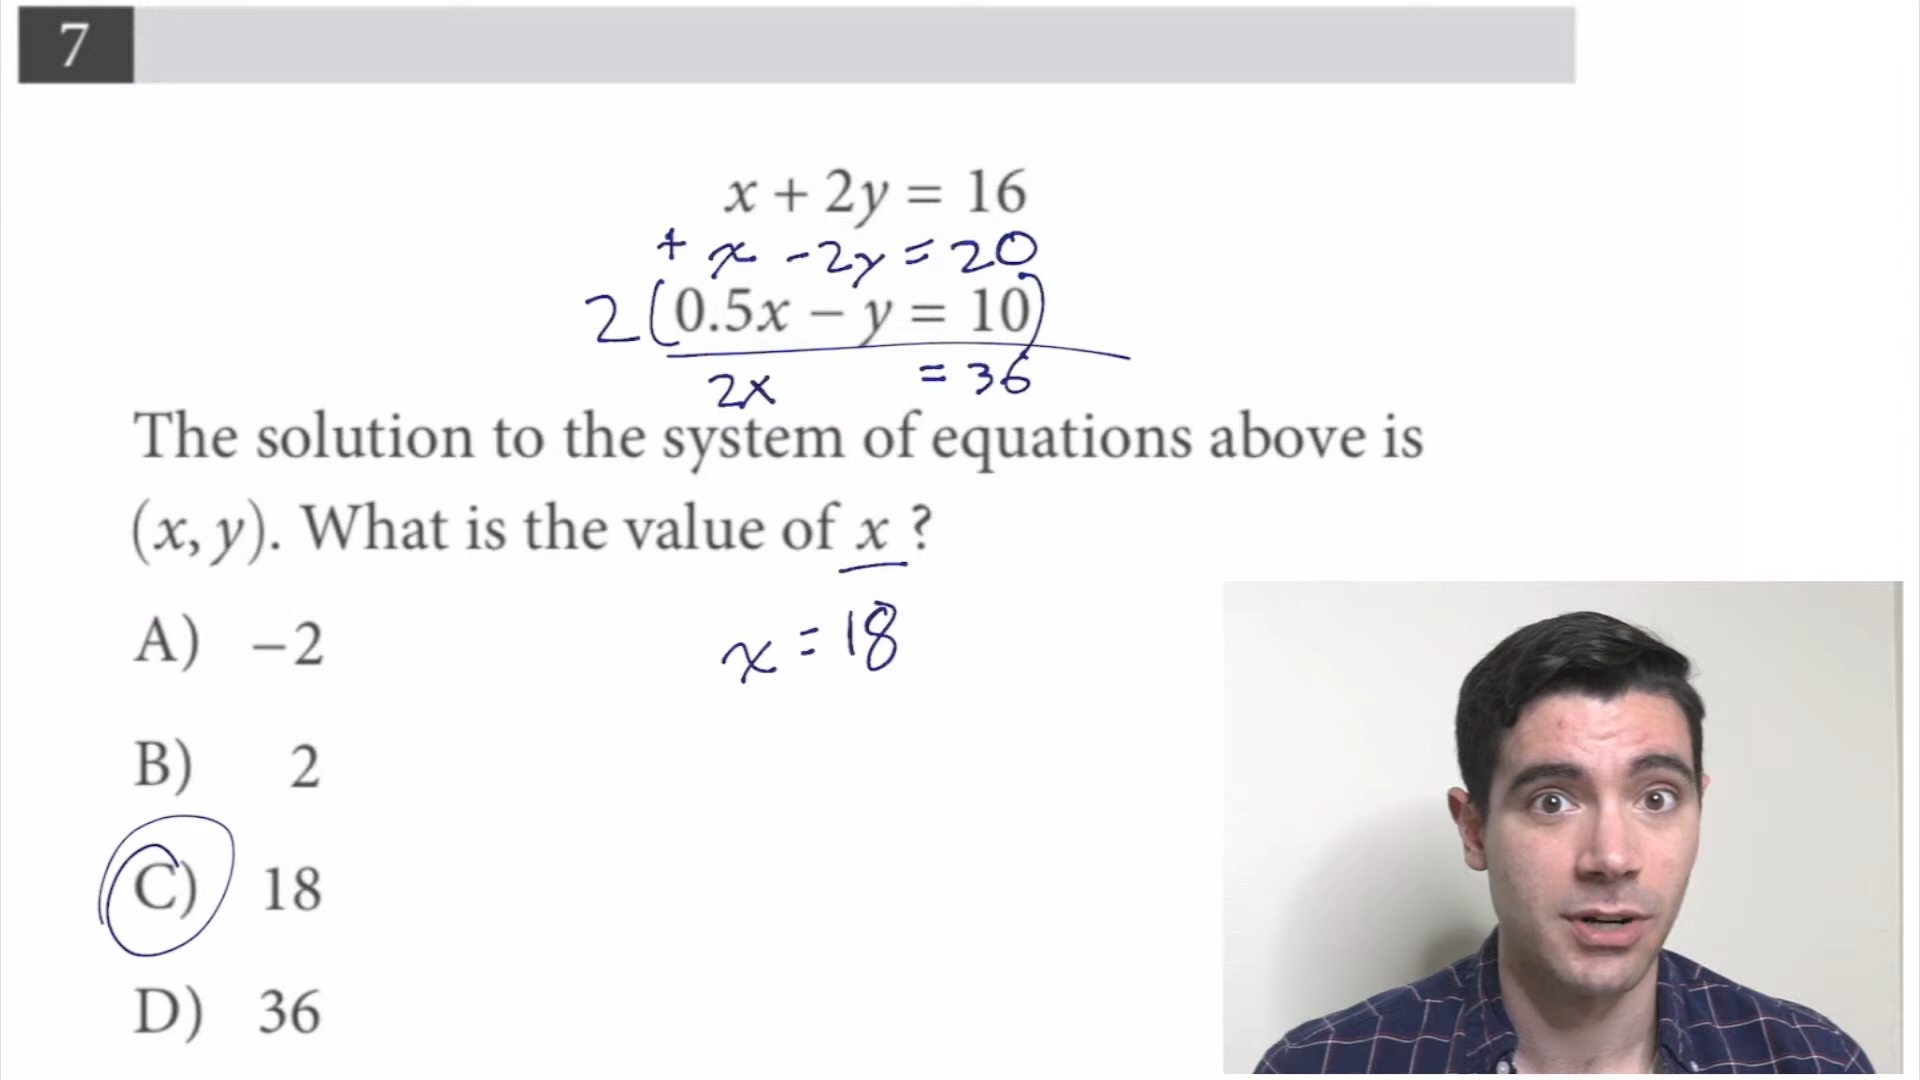 7
x + 2y = 16
+ x - 2y = 20
2 (0.5x − y = 10)
2x = 36
The solution to the system of equations above is
(x, y). What is the value of x ?
x = 18
A) −2
B) 2
C) 18
D) 36